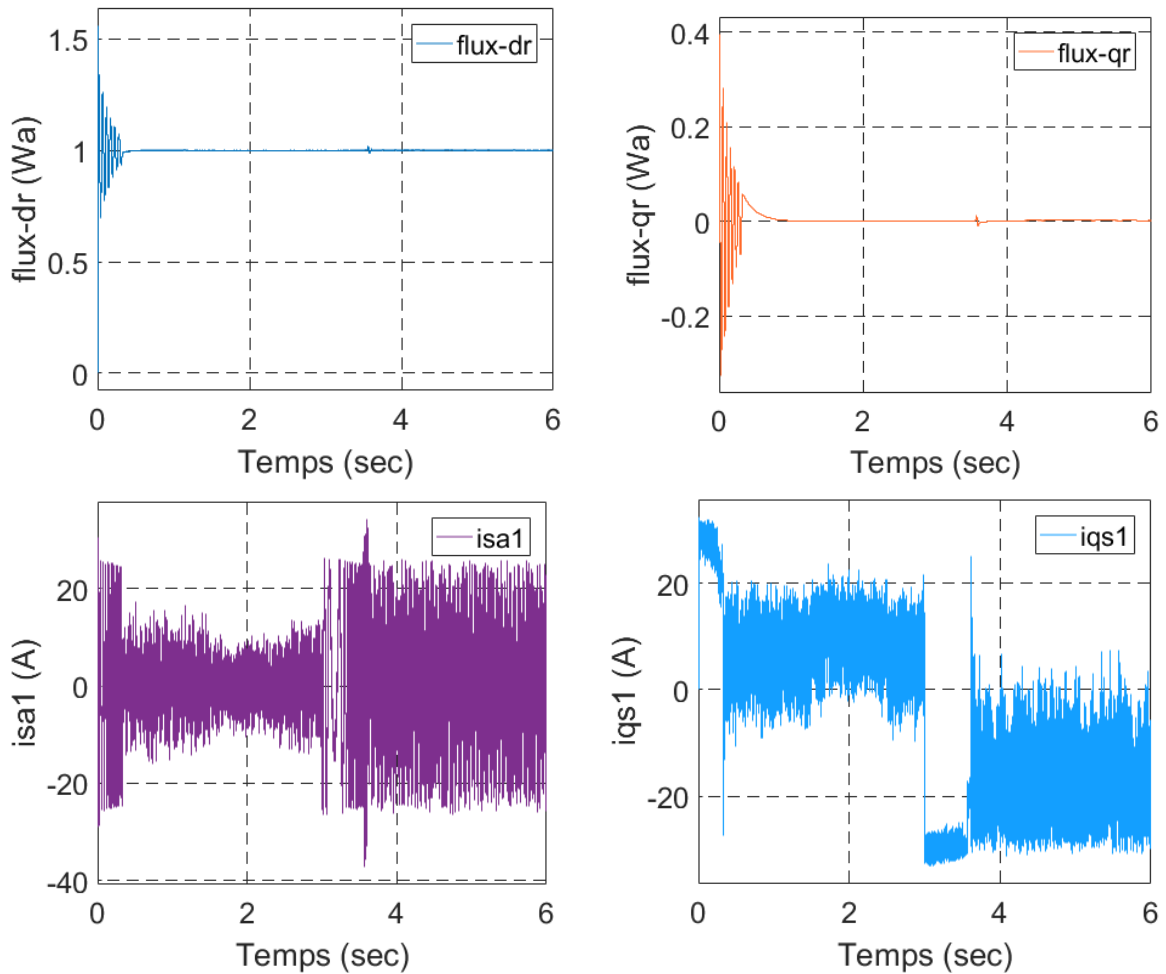 flux-dr
1.5
1
0.5
0
flux-dr (Wa)
0 2 4 6
Temps (sec)
flux-qr
0.4
0.2
0
-0.2
flux-qr (Wa)
0 2 4 6
Temps (sec)
isa1
20
0
-20
-40
isa1 (A)
0 2 4 6
Temps (sec)
iqs1
20
0
-20
iqs1 (A)
0 2 4 6
Temps (sec)